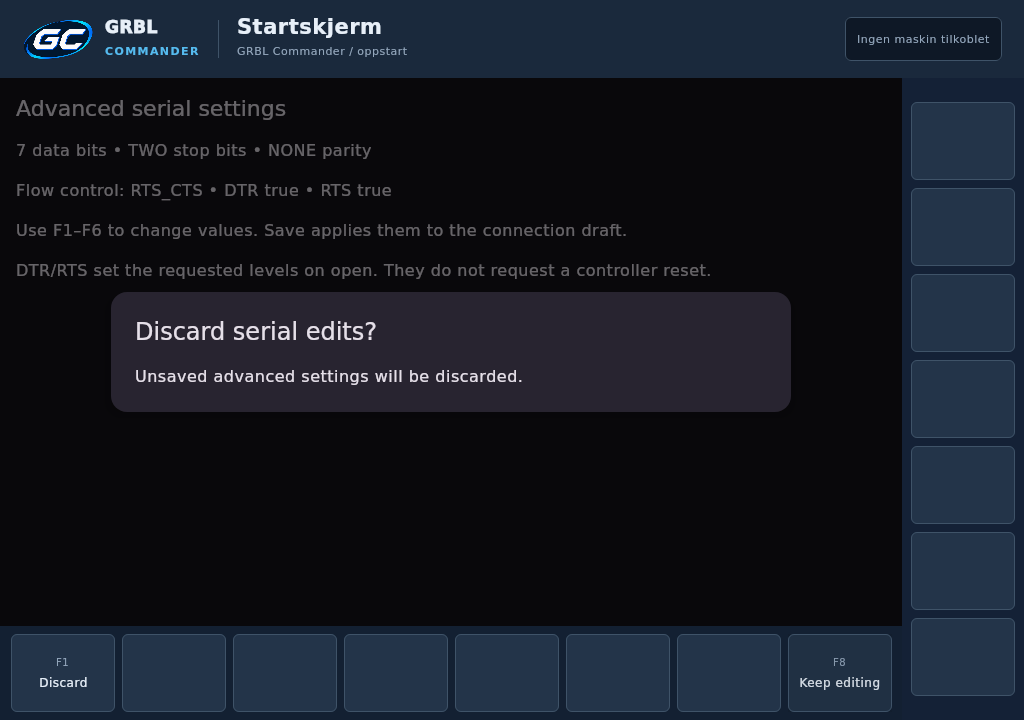 GC
GRBL
COMMANDER
Startskjerm
GRBL Commander / oppstart
Ingen maskin tilkoblet
Advanced serial settings
7 data bits • TWO stop bits • NONE parity
Flow control: RTS_CTS • DTR true • RTS true
Use F1–F6 to change values. Save applies them to the connection draft.
DTR/RTS set the requested levels on open. They do not request a controller reset.
Discard serial edits?
Unsaved advanced settings will be discarded.
F1
Discard
F8
Keep editing